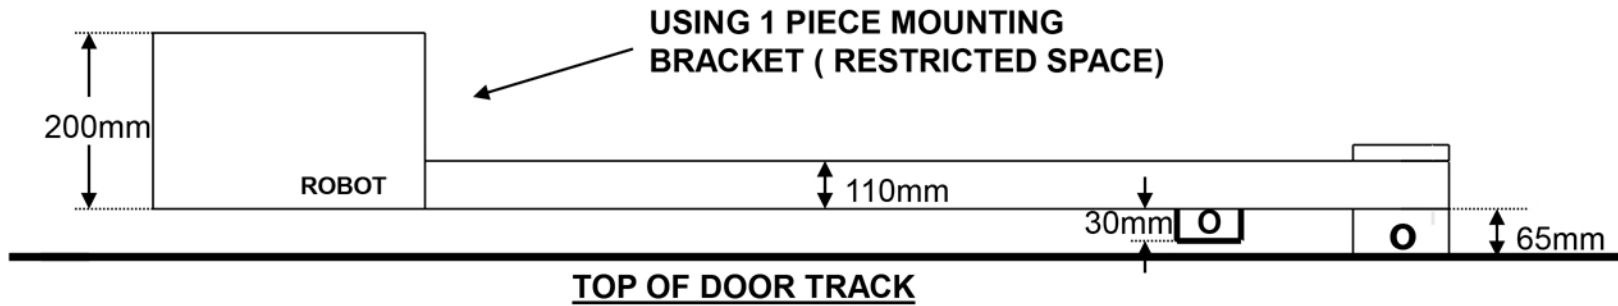 USING 1 PIECE MOUNTING
BRACKET ( RESTRICTED SPACE)
200mm
ROBOT
110mm
30mm
O
O
65mm
TOP OF DOOR TRACK